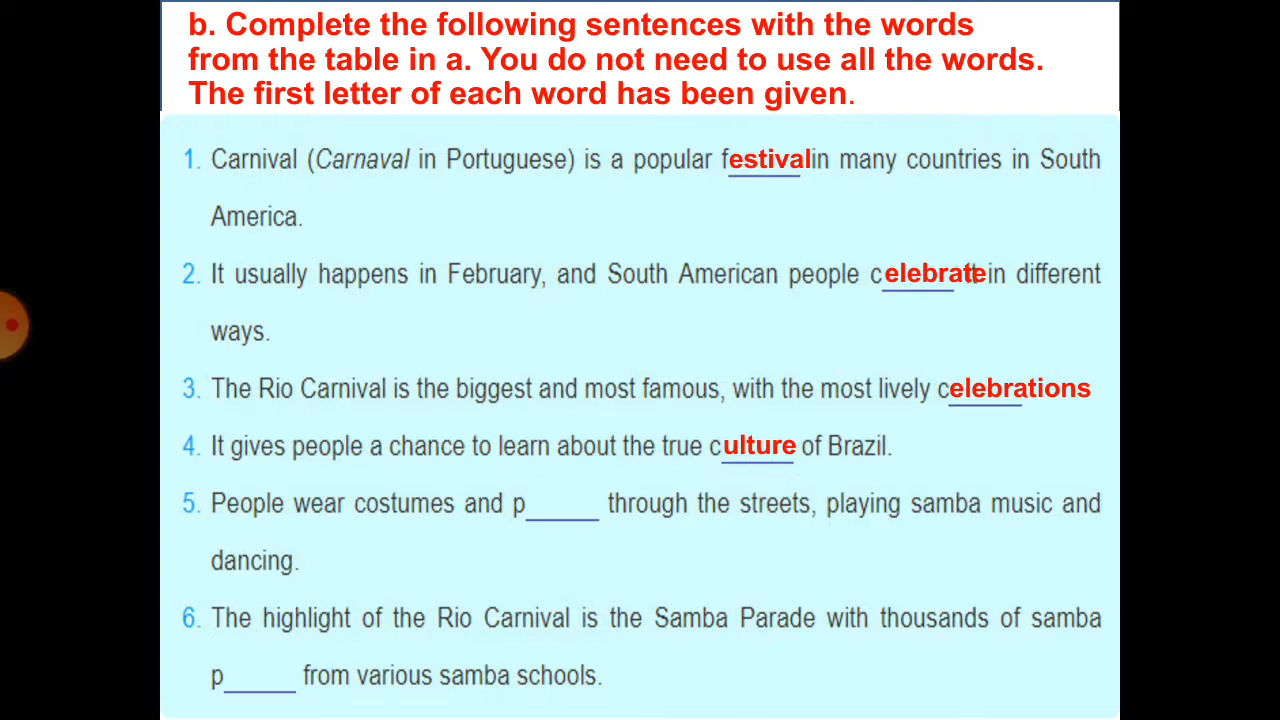 b. Complete the following sentences with the words
from the table in a. You do not need to use all the words.
The first letter of each word has been given.
1. Carnival (Carnaval in Portuguese) is a popular festival in many countries in South
America.
2. It usually happens in February, and South American people celebrate it in different
ways.
3. The Rio Carnival is the biggest and most famous, with the most lively celebrations
4. It gives people a chance to learn about the true culture of Brazil.
5. People wear costumes and p______ through the streets, playing samba music and
dancing.
6. The highlight of the Rio Carnival is the Samba Parade with thousands of samba
p______ from various samba schools.